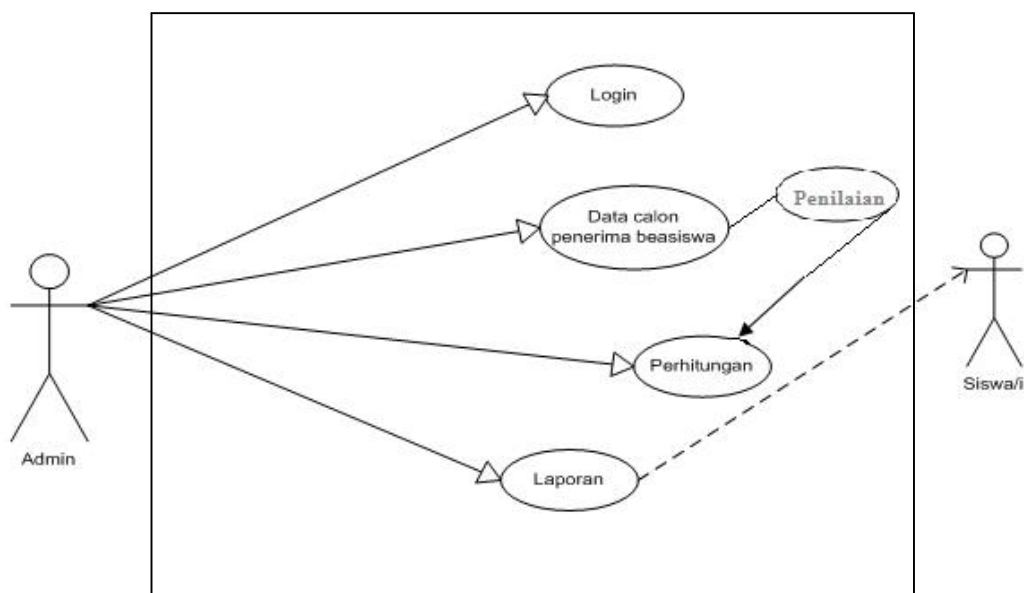 Login
Data calon
penerima beasiswa
Penilaian
Perhitungan
Laporan
Admin
Siswa/i